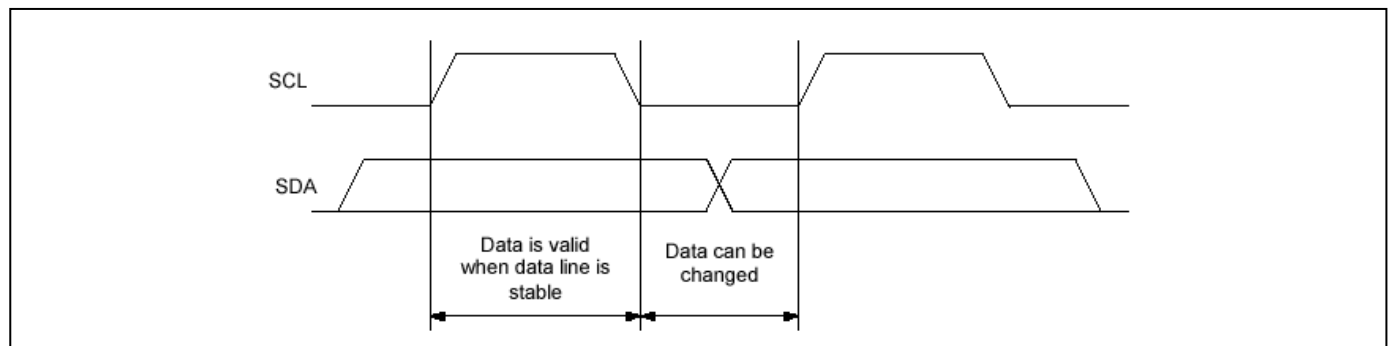 SCL
SDA
Data is valid
when data line is
stable
Data can be
changed